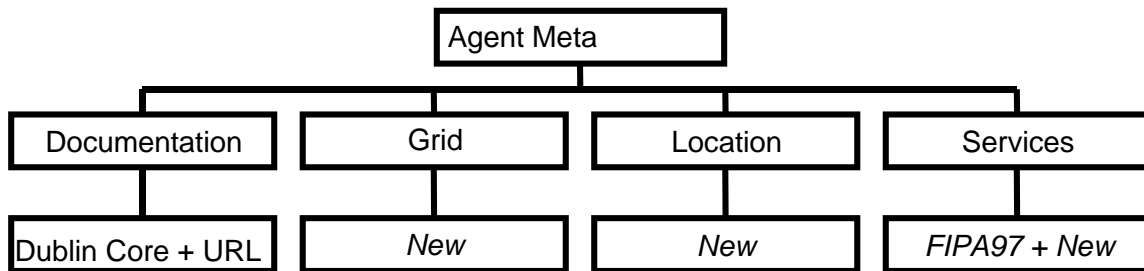 Agent Meta
Documentation
Grid
Location
Services
Dublin Core + URL
New
New
FIPA97 + New